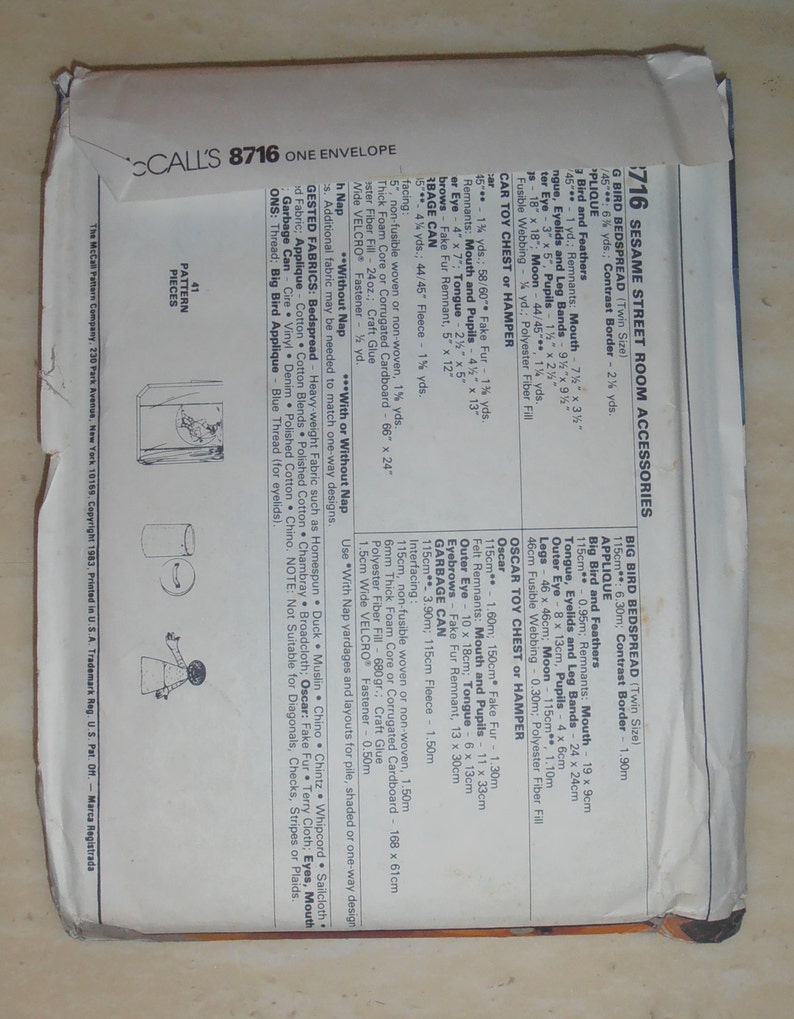 cCALL'S 8716 ONE ENVELOPE
8716 SESAME STREET ROOM ACCESSORIES
G BIRD BEDSPREAD (Twin Size)
/45"**: 6⅞ yds.; Contrast Border - 2⅛ yds.
PLIQUE
g Bird and Feathers
45"** - 1 yd.; Remnants: Mouth - 7½" x 3½"
ngue, Eyelids and Leg Bands - 9½" x 9½"
ter Eye - 3" x 5", Pupils - 1½" x 2½"
gs - 18" x 18"; Moon - 44/45"**, 1¼ yds.
Fusible Webbing - ¼ yd.; Polyester Fiber Fill
CAR TOY CHEST or HAMPER
car
45"** - 1¾ yds.; 58/60"* Fake Fur - 1⅜ yds.
Remnants: Mouth and Pupils - 4½" x 13"
er Eye - 4" x 7"; Tongue - 2½" x 5"
brows - Fake Fur Remnant, 5" x 12"
RBAGE CAN
45"**- 4¼ yds.; 44/45" Fleece - 1⅝ yds.
facing:
5", non-fusible woven or non-woven, 1⅝ yds.
Thick Foam Core or Corrugated Cardboard - 66" x 24"
ester Fiber Fill - 24oz.; Craft Glue
Wide VELCRO® Fastener - ½ yd.
BIG BIRD BEDSPREAD (Twin Size)
115cm**: 6.30m; Contrast Border - 1.90m
APPLIQUE
Big Bird and Feathers
115cm** - 0.95m; Remnants: Mouth - 19 x 9cm
Tongue, Eyelids and Leg Bands - 24 x 24cm
Outer Eye - 8 x 13cm, Pupils - 4 x 6cm
Legs - 46 x 46cm; Moon - 115cm**, 1.10m
46cm Fusible Webbing - 0.30m; Polyester Fiber Fill
OSCAR TOY CHEST or HAMPER
Oscar
115cm** - 1.60m; 150cm* Fake Fur - 1.30m
Felt Remnants: Mouth and Pupils - 11 x 33cm
Outer Eye - 10 x 18cm; Tongue - 6 x 13cm
Eyebrows - Fake Fur Remnant, 13 x 30cm
GARBAGE CAN
115cm**- 3.90m; 115cm Fleece - 1.50m
Interfacing:
115cm, non-fusible woven or non-woven, 1.50m
6mm Thick Foam Core or Corrugated Cardboard - 168 x 61cm
Polyester Fiber Fill - 680gr.; Craft Glue
1.5cm Wide VELCRO® Fastener - 0.50m
h Nap **Without Nap ***With or Without Nap Use *With Nap yardages and layouts for pile, shaded or one-way design
s. Additional fabric may be needed to match one-way designs.
GESTED FABRICS: Bedspread - Heavy-weight Fabric such as Homespun • Duck • Muslin • Chino • Chintz • Whipcord • Sailcloth •
d Fabric; Applique - Cotton • Cotton Blends • Polished Cotton • Chambray • Broadcloth; Oscar: Fake Fur • Terry Cloth; Eyes, Mouth
; Garbage Can - Cire • Vinyl • Denim • Polished Cotton • Chino. NOTE: Not Suitable for Diagonals, Checks, Stripes or Plaids.
ONS: Thread; Big Bird Applique - Blue Thread (for eyelids).
41
PATTERN
PIECES
The McCall Pattern Company, 230 Park Avenue, New York 10169, Copyright 1983, Printed in U.S.A. Trademark Reg. U.S. Pat. Off. — Marca Registrada